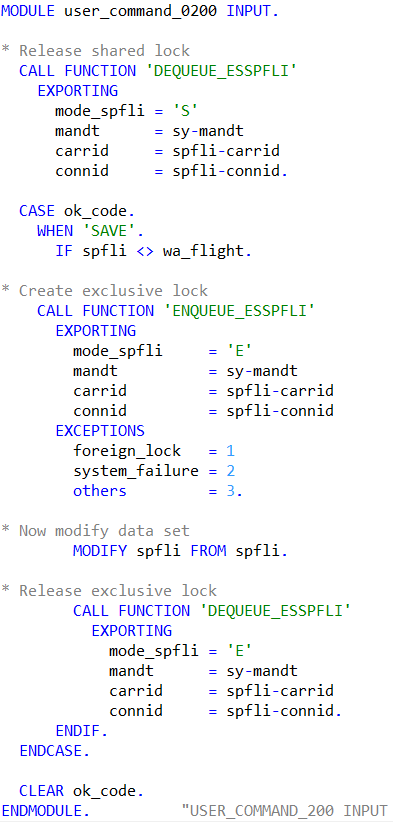 MODULE user_command_0200 INPUT.
* Release shared lock
CALL FUNCTION 'DEQUEUE_ESSPFLI'
EXPORTING
mode_spfli = 'S'
mandt      = sy-mandt
carrid     = spfli-carrid
connid     = spfli-connid.
CASE ok_code.
WHEN 'SAVE'.
IF spfli <> wa_flight.
* Create exclusive lock
CALL FUNCTION 'ENQUEUE_ESSPFLI'
EXPORTING
mode_spfli     = 'E'
mandt          = sy-mandt
carrid         = spfli-carrid
connid         = spfli-connid
EXCEPTIONS
foreign_lock   = 1
system_failure = 2
others         = 3.
* Now modify data set
MODIFY spfli FROM spfli.
* Release exclusive lock
CALL FUNCTION 'DEQUEUE_ESSPFLI'
EXPORTING
mode_spfli = 'E'
mandt      = sy-mandt
carrid     = spfli-carrid
connid     = spfli-connid.
ENDIF.
ENDCASE.
CLEAR ok_code.
ENDMODULE.          "USER_COMMAND_200 INPUT